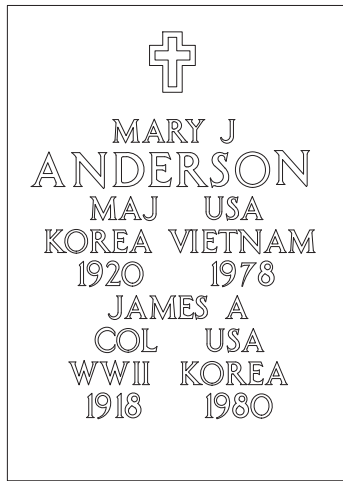 MARY J
ANDERSON
MAJ USA
KOREA VIETNAM
1920 1978
JAMES A
COL USA
WWII KOREA
1918 1980